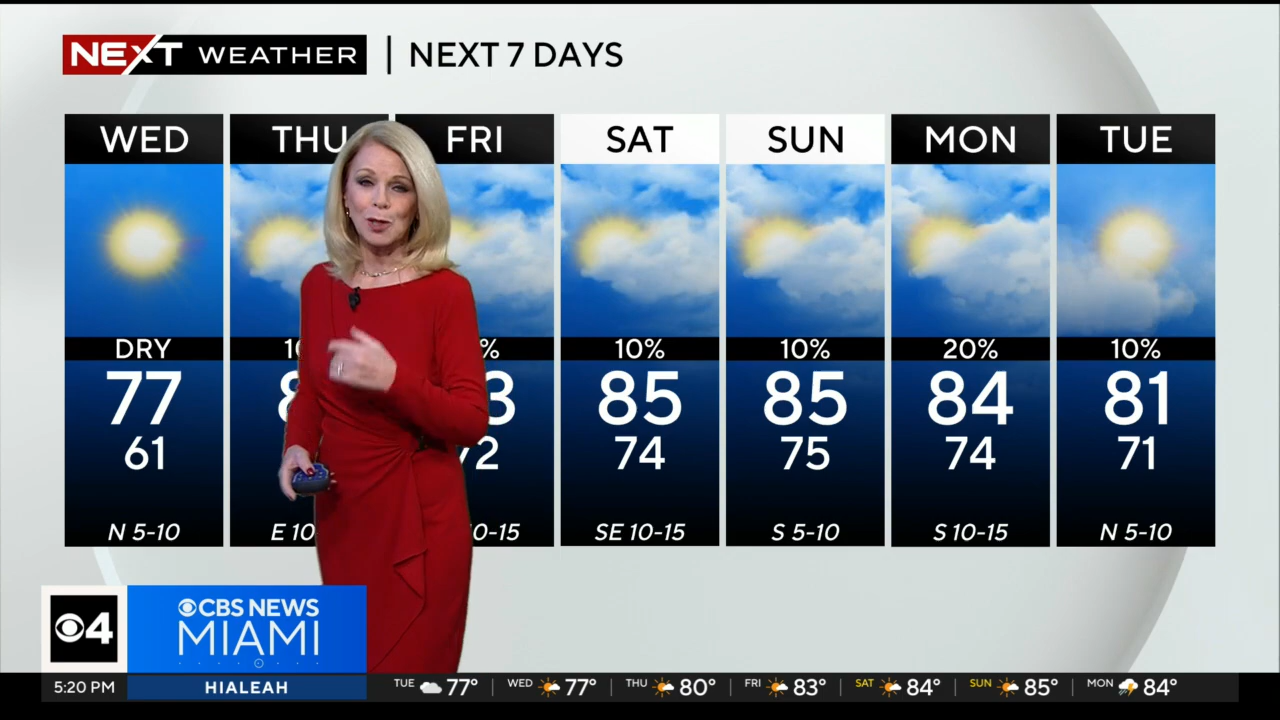 NEXT WEATHER | NEXT 7 DAYS
WED THU FRI SAT SUN MON TUE
DRY 10% 10% 20% 10%
77 85 85 84 81
61 74 75 74 71
N 5-10 E 10 0-15 SE 10-15 S 5-10 S 10-15 N 5-10
4
CBS NEWS
MIAMI
5:20 PM HIALEAH TUE 77° WED 77° THU 80° FRI 83° SAT 84° SUN 85° MON 84°